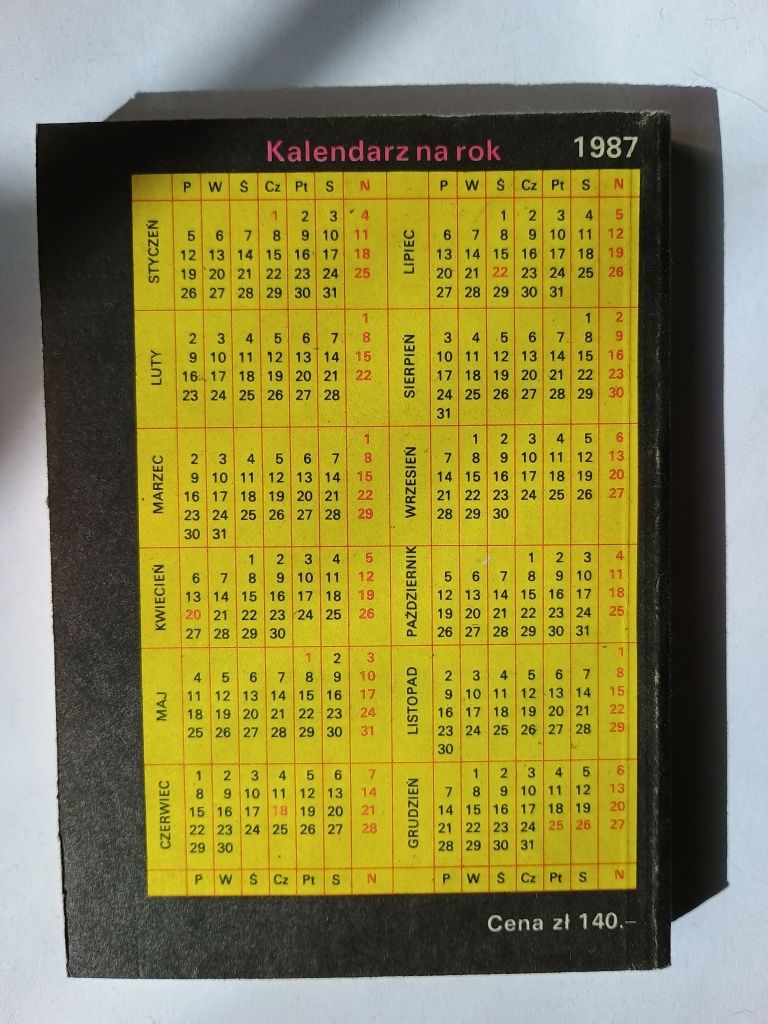 Kalendarz na rok 1987
P W Ś Cz Pt S N P W Ś Cz Pt S N
STYCZEŃ
1 2 3 4
5 6 7 8 9 10 11
12 13 14 15 16 17 18
19 20 21 22 23 24 25
26 27 28 29 30 31
LIPIEC
1 2 3 4 5
6 7 8 9 10 11 12
13 14 15 16 17 18 19
20 21 22 23 24 25 26
27 28 29 30 31
LUTY
1
2 3 4 5 6 7 8
9 10 11 12 13 14 15
16 17 18 19 20 21 22
23 24 25 26 27 28
SIERPIEŃ
1 2
3 4 5 6 7 8 9
10 11 12 13 14 15 16
17 18 19 20 21 22 23
24 25 26 27 28 29 30
31
MARZEC
1
2 3 4 5 6 7 8
9 10 11 12 13 14 15
16 17 18 19 20 21 22
23 24 25 26 27 28 29
30 31
WRZESIEŃ
1 2 3 4 5 6
7 8 9 10 11 12 13
14 15 16 17 18 19 20
21 22 23 24 25 26 27
28 29 30
KWIECIEŃ
1 2 3 4 5
6 7 8 9 10 11 12
13 14 15 16 17 18 19
20 21 22 23 24 25 26
27 28 29 30
PAŹDZIERNIK
1 2 3 4
5 6 7 8 9 10 11
12 13 14 15 16 17 18
19 20 21 22 23 24 25
26 27 28 29 30 31
MAJ
1 2 3
4 5 6 7 8 9 10
11 12 13 14 15 16 17
18 19 20 21 22 23 24
25 26 27 28 29 30 31
LISTOPAD
1
2 3 4 5 6 7 8
9 10 11 12 13 14 15
16 17 18 19 20 21 22
23 24 25 26 27 28 29
30
CZERWIEC
1 2 3 4 5 6 7
8 9 10 11 12 13 14
15 16 17 18 19 20 21
22 23 24 25 26 27 28
29 30
GRUDZIEŃ
1 2 3 4 5 6
7 8 9 10 11 12 13
14 15 16 17 18 19 20
21 22 23 24 25 26 27
28 29 30 31
P W Ś Cz Pt S N P W Ś Cz Pt S N
Cena zł 140.–